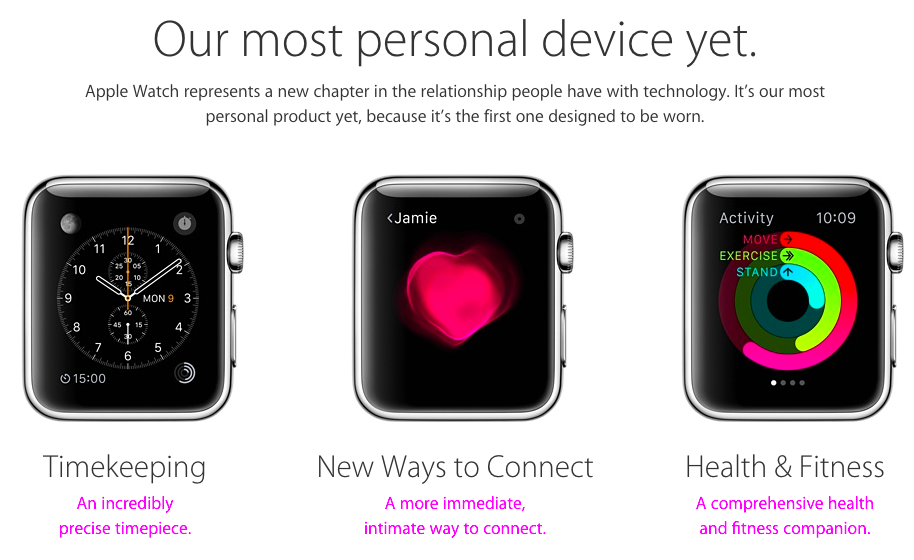 Our most personal device yet.
Apple Watch represents a new chapter in the relationship people have with technology. It's our most
personal product yet, because it's the first one designed to be worn.
12
11 1
10 2
9 3
8 4
7 5
6
MON 9
60
45 15
30
15:00
<Jamie
Activity 10:09
MOVE
EXERCISE
STAND
Timekeeping
An incredibly
precise timepiece.
New Ways to Connect
A more immediate,
intimate way to connect.
Health & Fitness
A comprehensive health
and fitness companion.